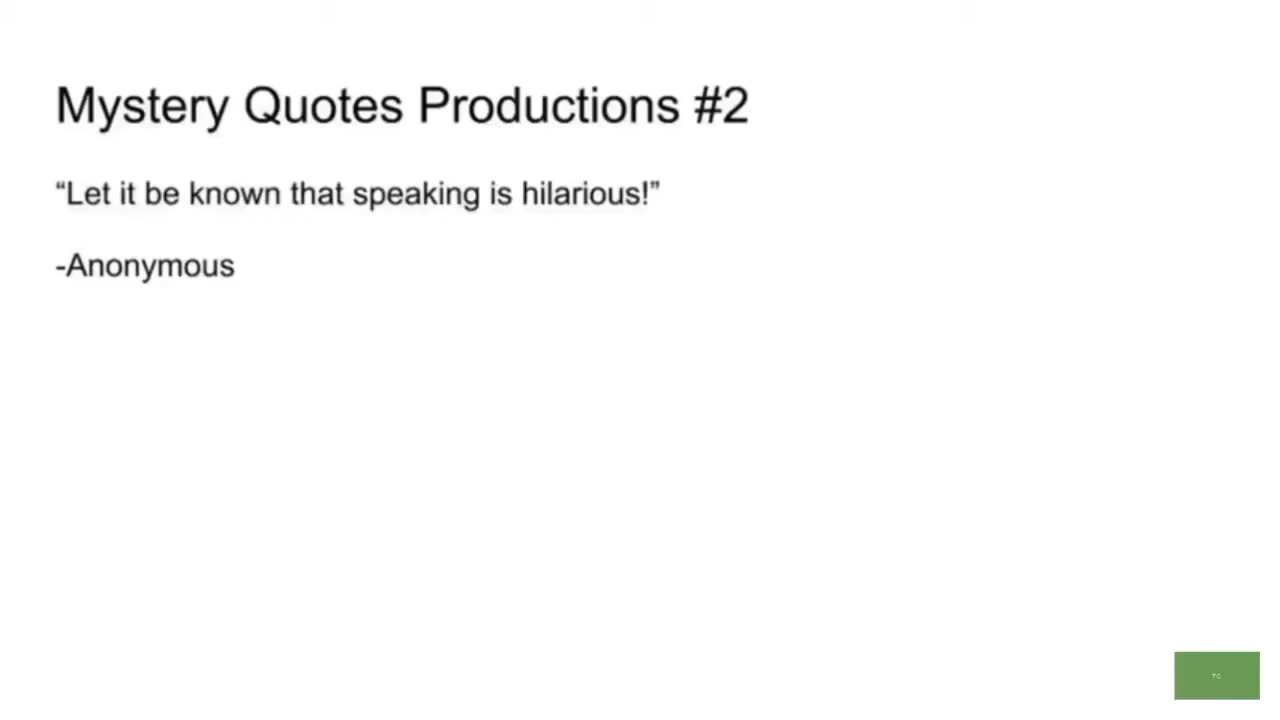 Mystery Quotes Productions #2
“Let it be known that speaking is hilarious!”
-Anonymous